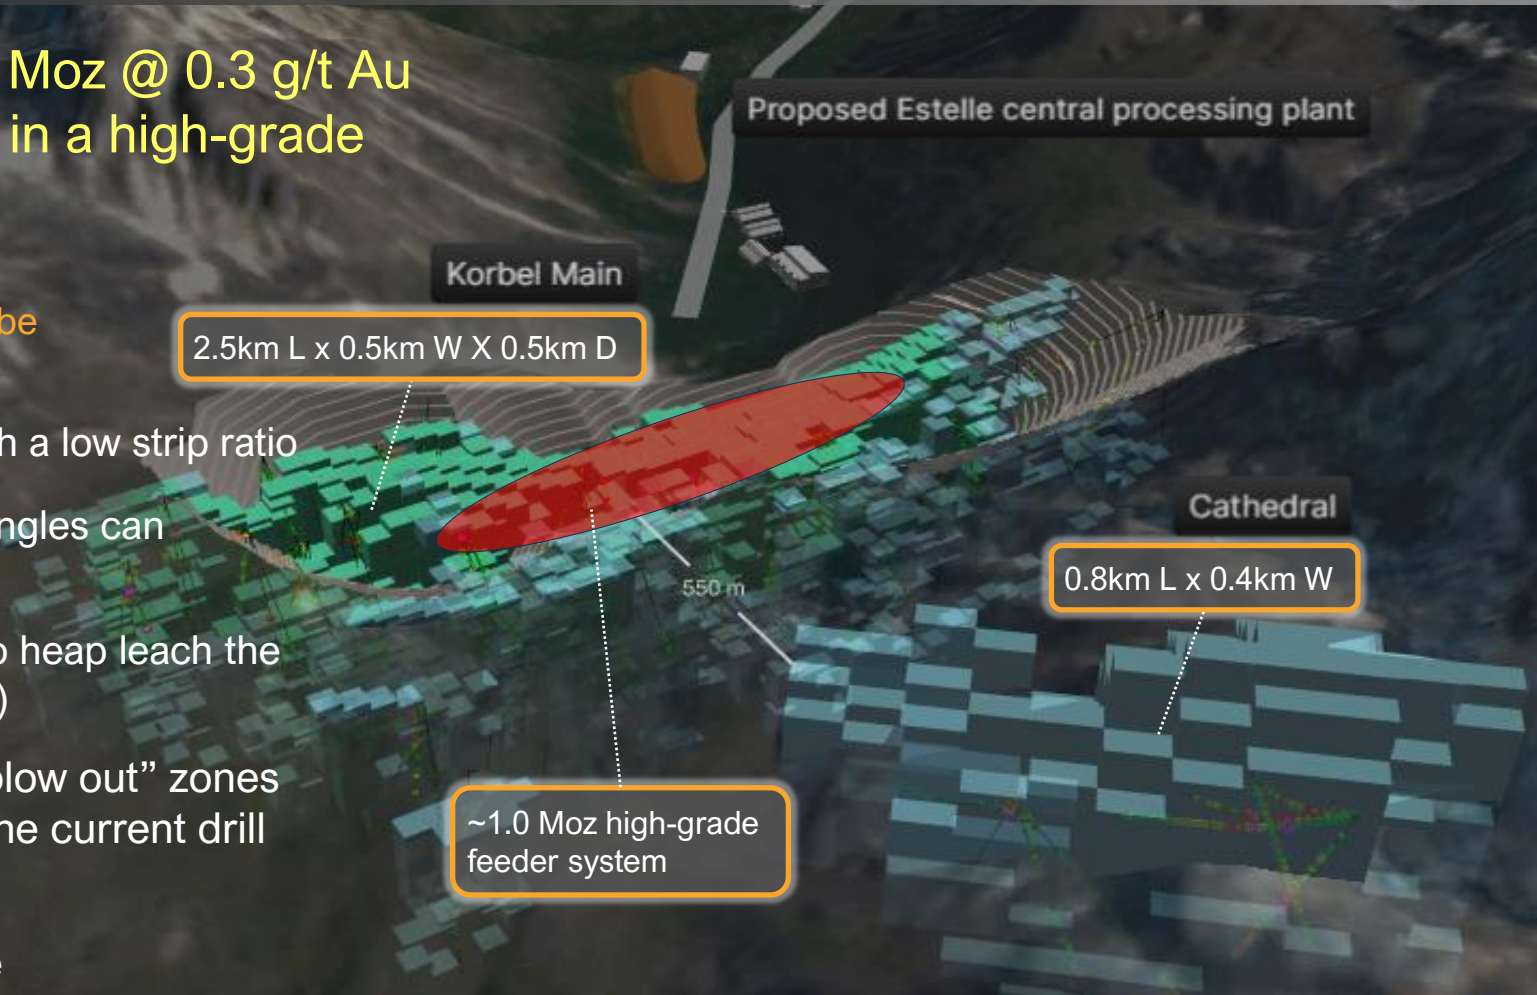 Moz @ 0.3 g/t Au
in a high-grade
Proposed Estelle central processing plant
Korbel Main
be
2.5km L x 0.5km W X 0.5km D
h a low strip ratio
ngles can
Cathedral
0.8km L x 0.4km W
550 m
o heap leach the
)
blow out” zones
he current drill
~1.0 Moz high-grade
feeder system
e